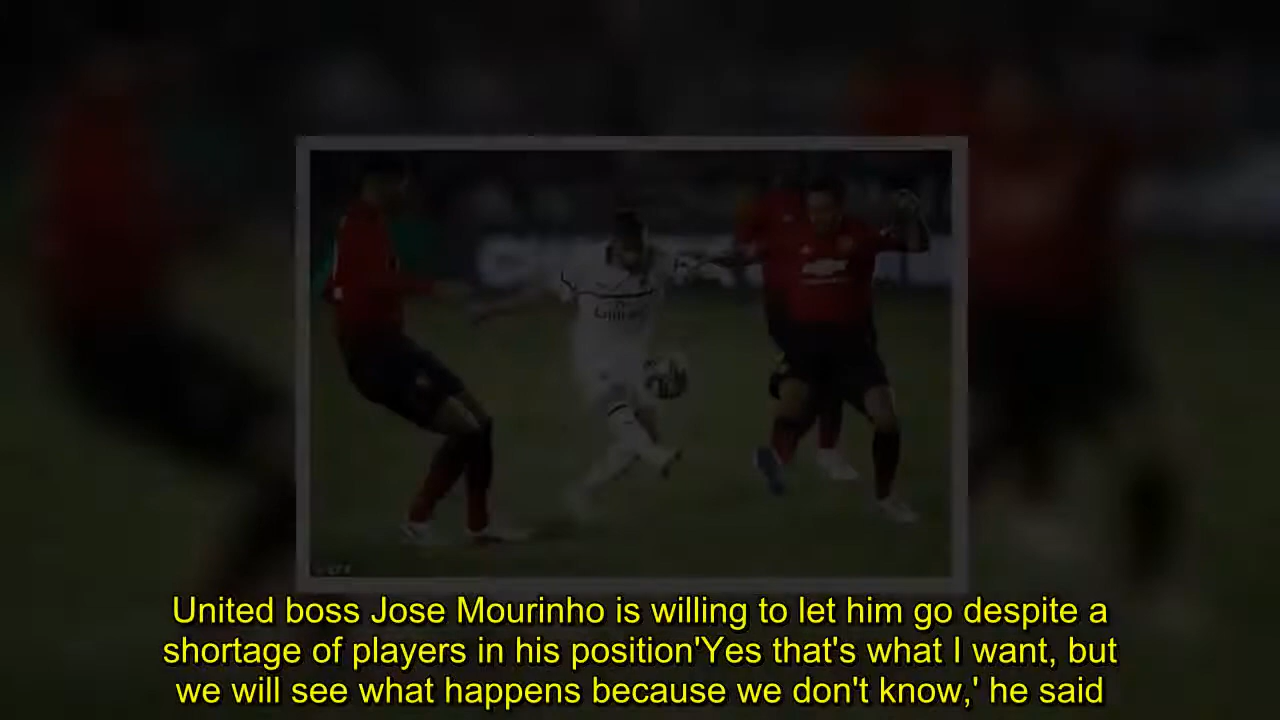 United boss Jose Mourinho is willing to let him go despite a
shortage of players in his position'Yes that's what I want, but
we will see what happens because we don't know,' he said